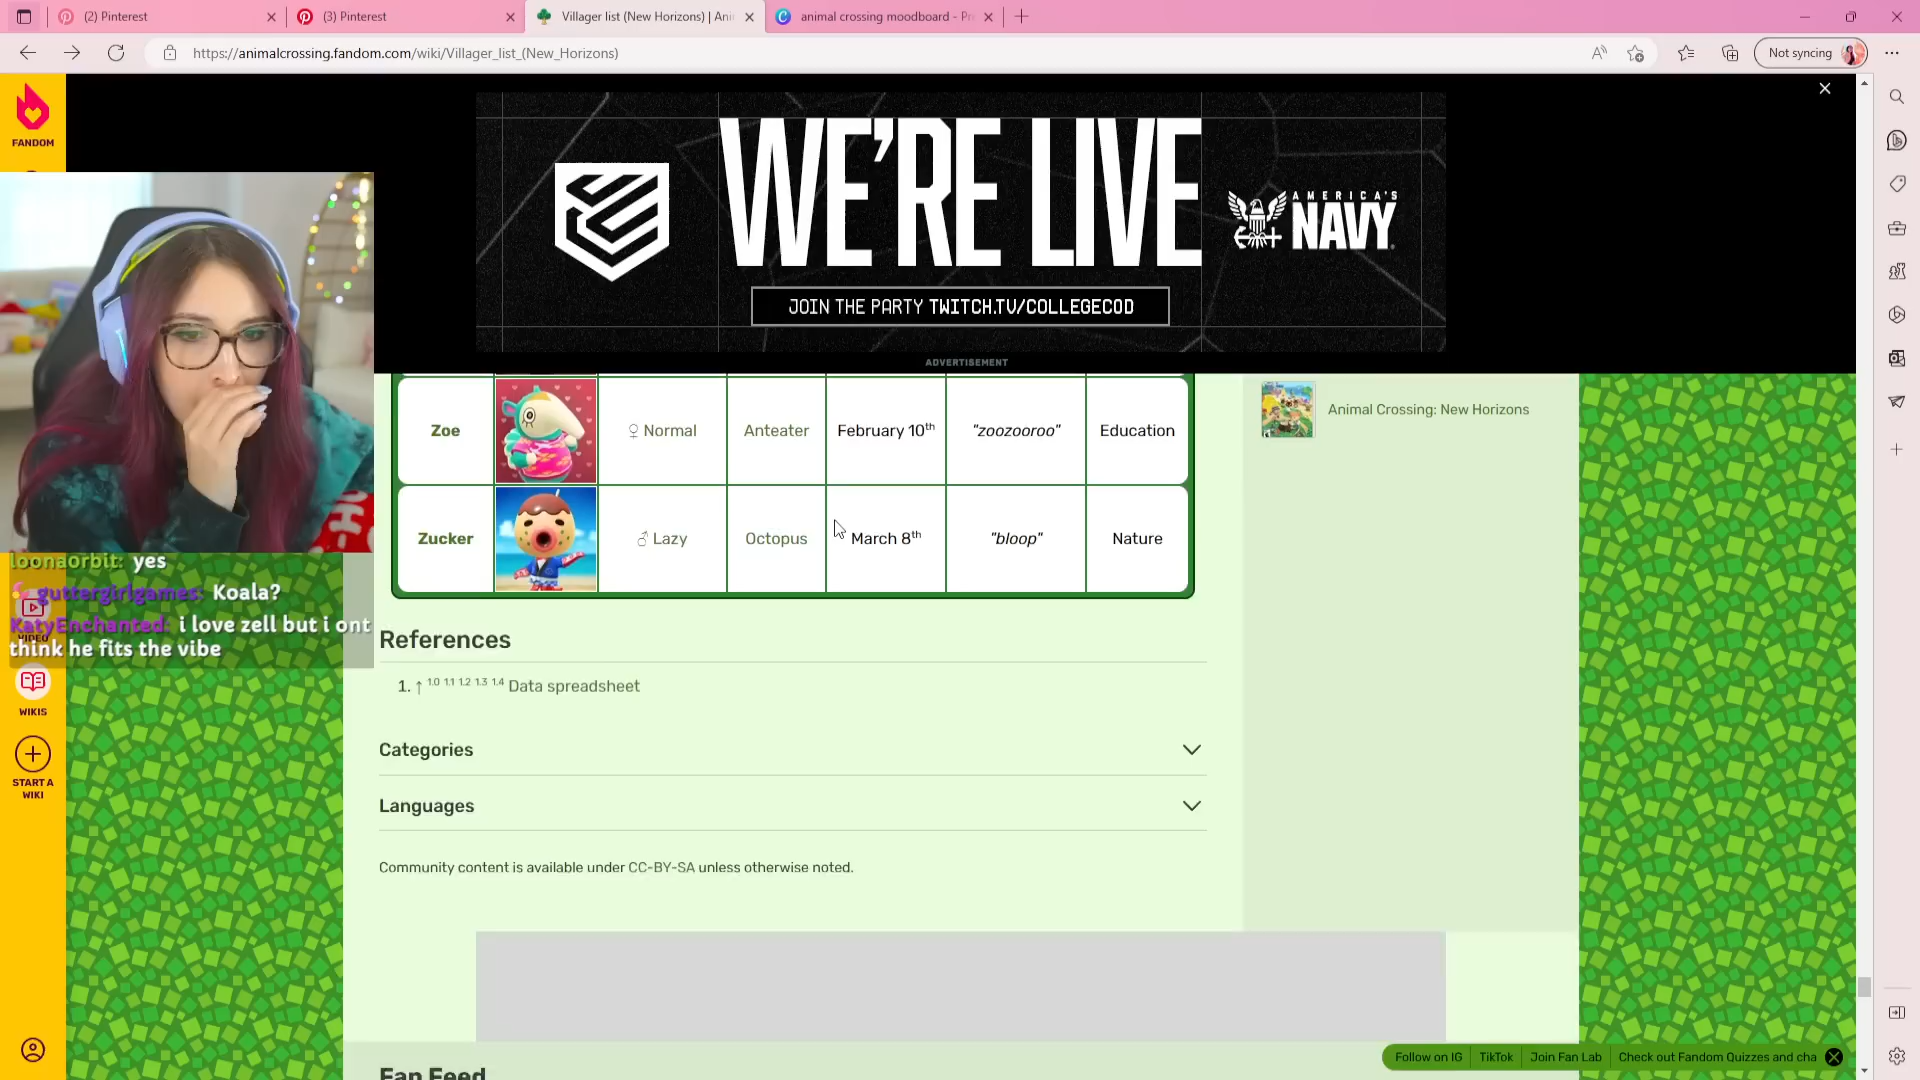 (2) Pinterest
(3) Pinterest
Villager list (New Horizons) | Ani
animal crossing moodboard - Pr
https://animalcrossing.fandom.com/wiki/Villager_list_(New_Horizons)
Not syncing
FANDOM
WE'RE LIVE
AMERICA'S
NAVY
JOIN THE PARTY TWITCH.TV/COLLEGECOD
ADVERTISEMENT
Zoe ♀ Normal Anteater February 10th "zoozooroo" Education
Animal Crossing: New Horizons
Zucker ♂ Lazy Octopus March 8th "bloop" Nature
loonaorbit: yes
guttergirlgames: Koala?
KatyEnchanted: i love zell but i ont
think he fits the vibe
VIDEO
WIKIS
START A
WIKI
References
1. ↑ 1.0 1.1 1.2 1.3 1.4 Data spreadsheet
Categories
Languages
Community content is available under CC-BY-SA unless otherwise noted.
Follow on IG TikTok Join Fan Lab Check out Fandom Quizzes and cha
Fan Feed